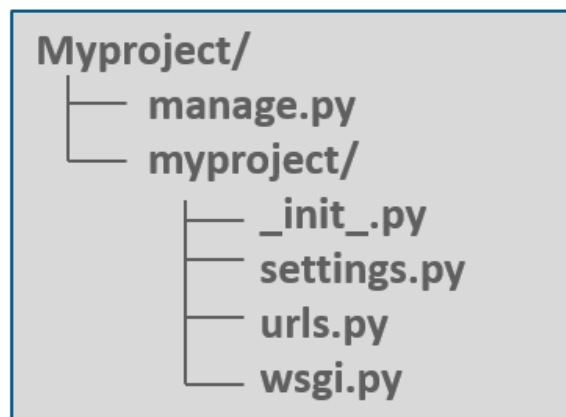 Myproject/
manage.py
myproject/
_init_.py
settings.py
urls.py
wsgi.py